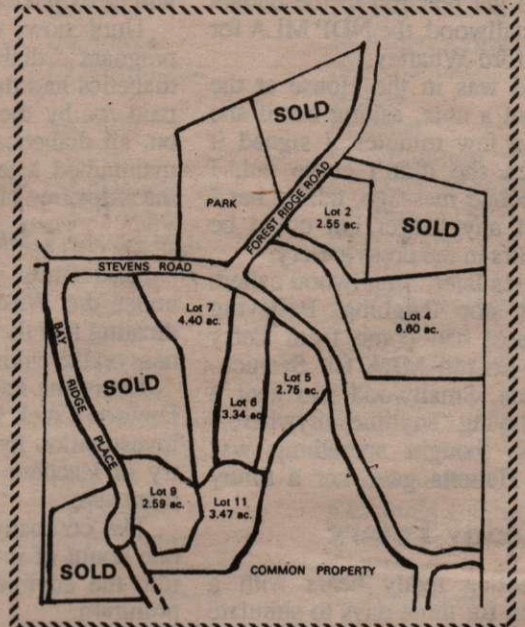 SOLD
PARK
FOREST RIDGE ROAD
Lot 2
2.55 ac.
SOLD
STEVENS ROAD
Lot 7
4.40 ac.
Lot 4
6.60 ac.
BAY RIDGE PLACE
SOLD
Lot 6
3.34 ac.
Lot 5
2.75 ac.
Lot 9
2.59 ac.
Lot 11
3.47 ac.
SOLD
COMMON PROPERTY